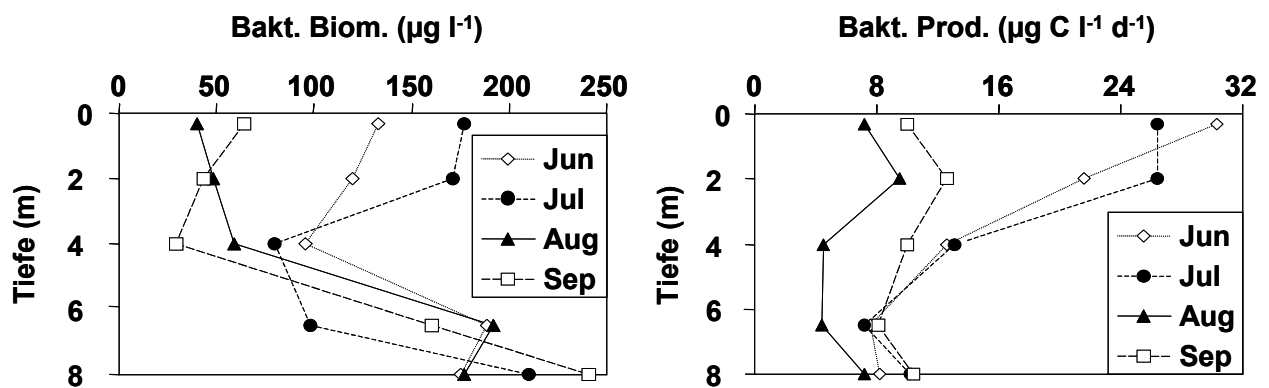 Bakt. Biom. (µg l⁻¹)
0 50 100 150 200 250
0
2
4
6
8
Tiefe (m)
Jun
Jul
Aug
Sep
Bakt. Prod. (µg C l⁻¹ d⁻¹)
0 8 16 24 32
0
2
4
6
8
Tiefe (m)
Jun
Jul
Aug
Sep